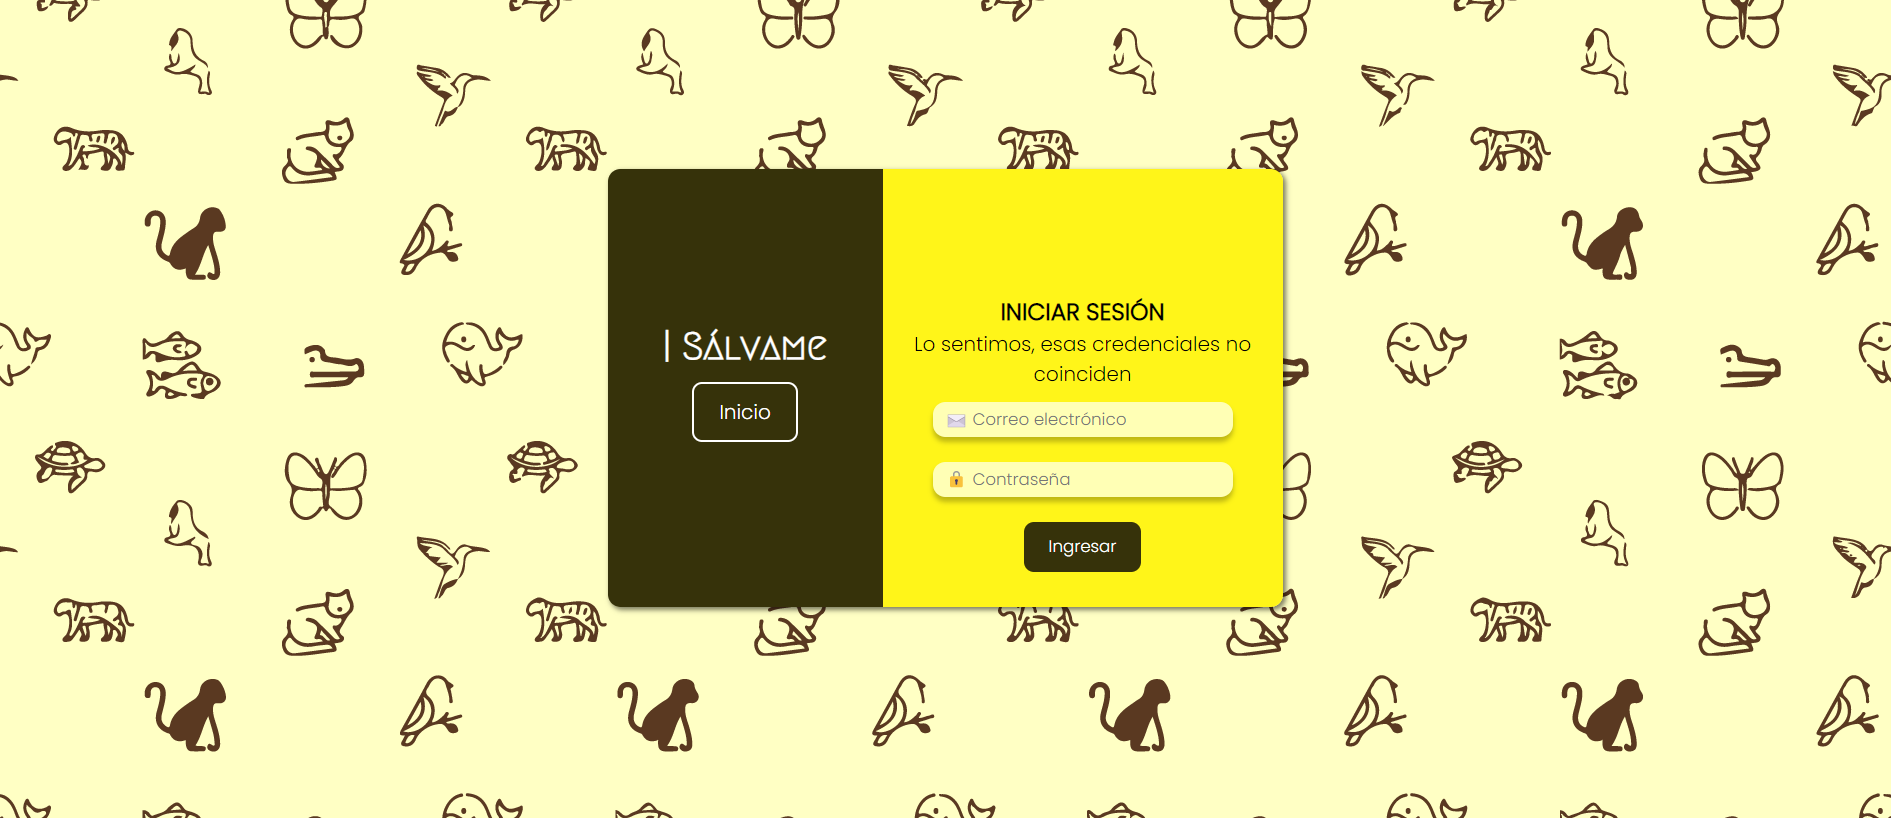 | SÁLVAME
Inicio
INICIAR SESIÓN
Lo sentimos, esas credenciales no
coinciden
Correo electrónico
Contraseña
Ingresar